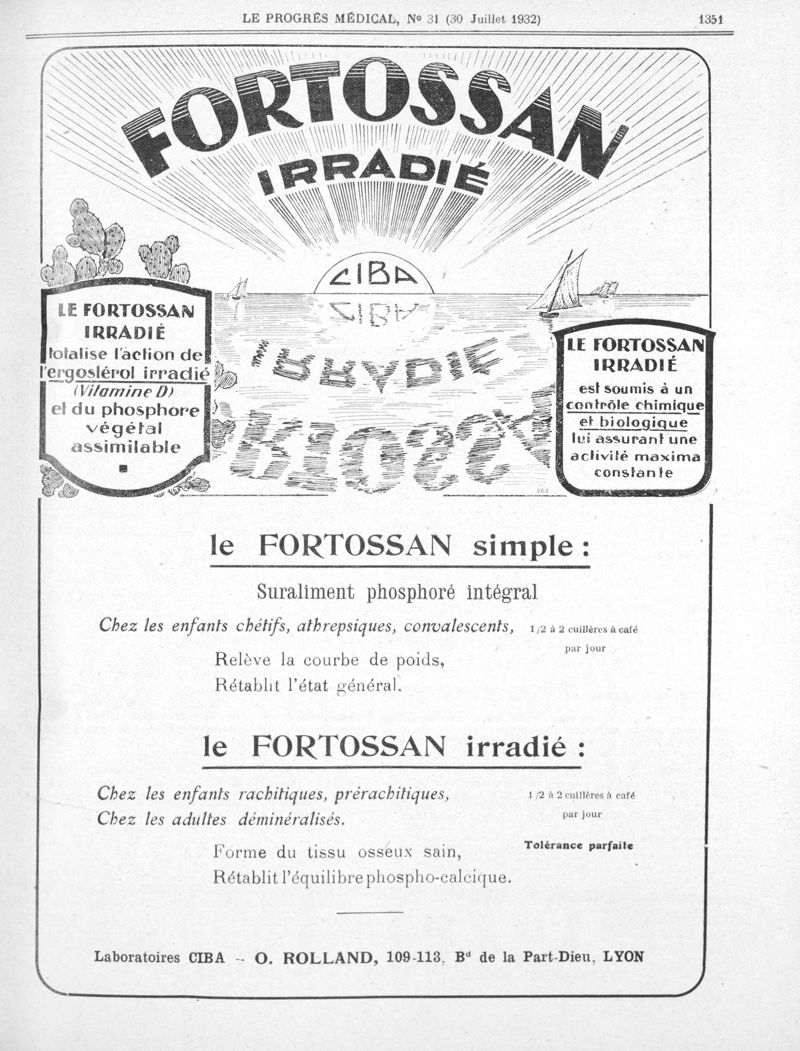 LE PROGRÈS MÉDICAL, Nº 31 (30 Juillet 1932) 1351
FORTOSSAN
IRRADIÉ
CIBA
CIBA
IRRADIÉ
LE FORTOSSAN
IRRADIÉ
totalise l'action de
l'ergostérol irradié
(Vitamine D)
et du phosphore
végétal
assimilable
LE FORTOSSAN
IRRADIÉ
est soumis à un
contrôle chimique
et biologique
lui assurant une
activité maxima
constante
267
le FORTOSSAN simple :
Suraliment phosphoré intégral
Chez les enfants chétifs, athrepsiques, convalescents, 1/2 à 2 cuillères à café
par jour
Relève la courbe de poids,
Rétablit l'état général.
le FORTOSSAN irradié :
Chez les enfants rachitiques, prérachitiques, 1/2 à 2 cuillères à café
Chez les adultes déminéralisés. par jour
Forme du tissu osseux sain, Tolérance parfaite
Rétablit l'équilibre phospho-calcique.
Laboratoires CIBA -- O. ROLLAND, 109-113, Bd de la Part-Dieu, LYON